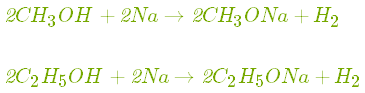 2CH₃OH + 2Na → 2CH₃ONa + H₂
2C₂H₅OH + 2Na → 2C₂H₅ONa + H₂